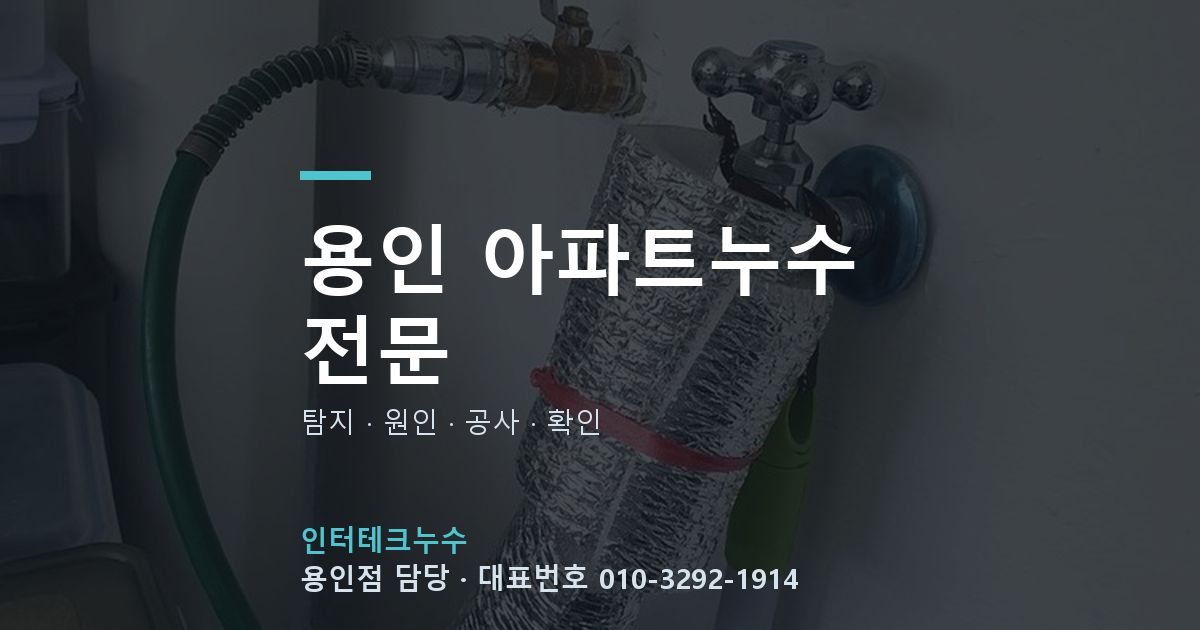 용인 아파트누수
전문
탐지 · 원인 · 공사 · 확인
인터테크누수
용인점 담당 · 대표번호 010-3292-1914